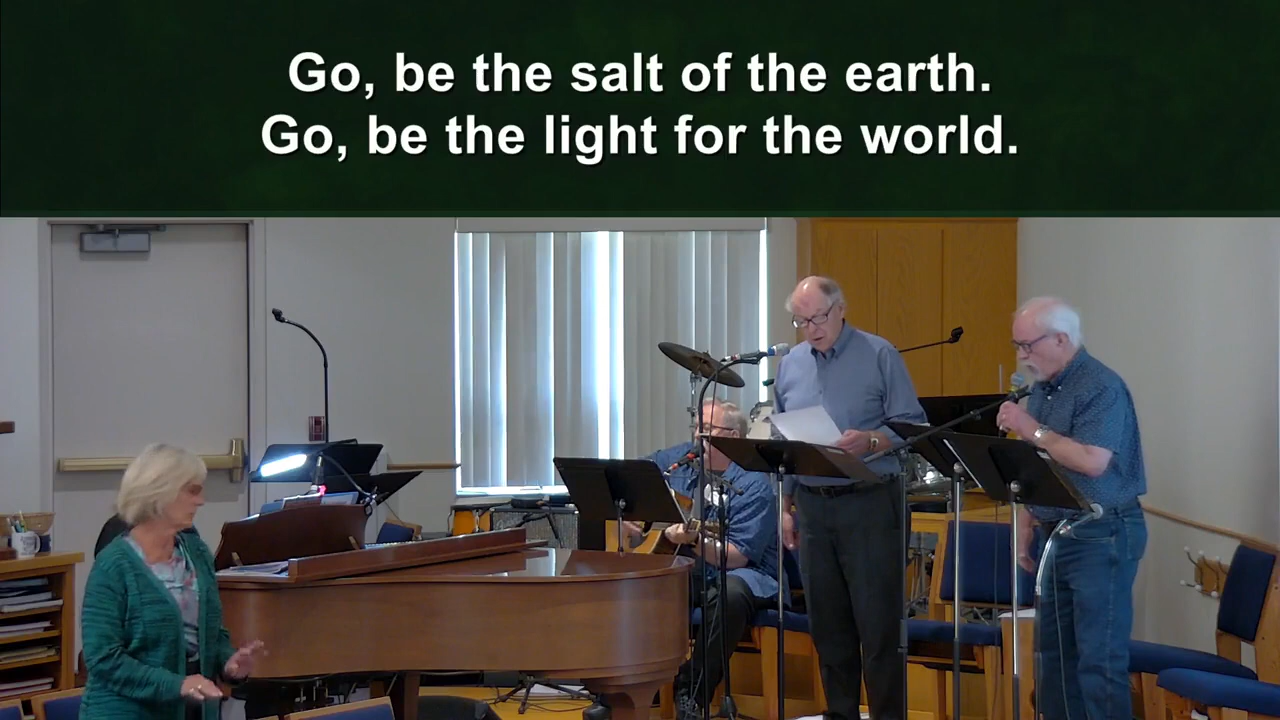 Go, be the salt of the earth.
Go, be the light for the world.